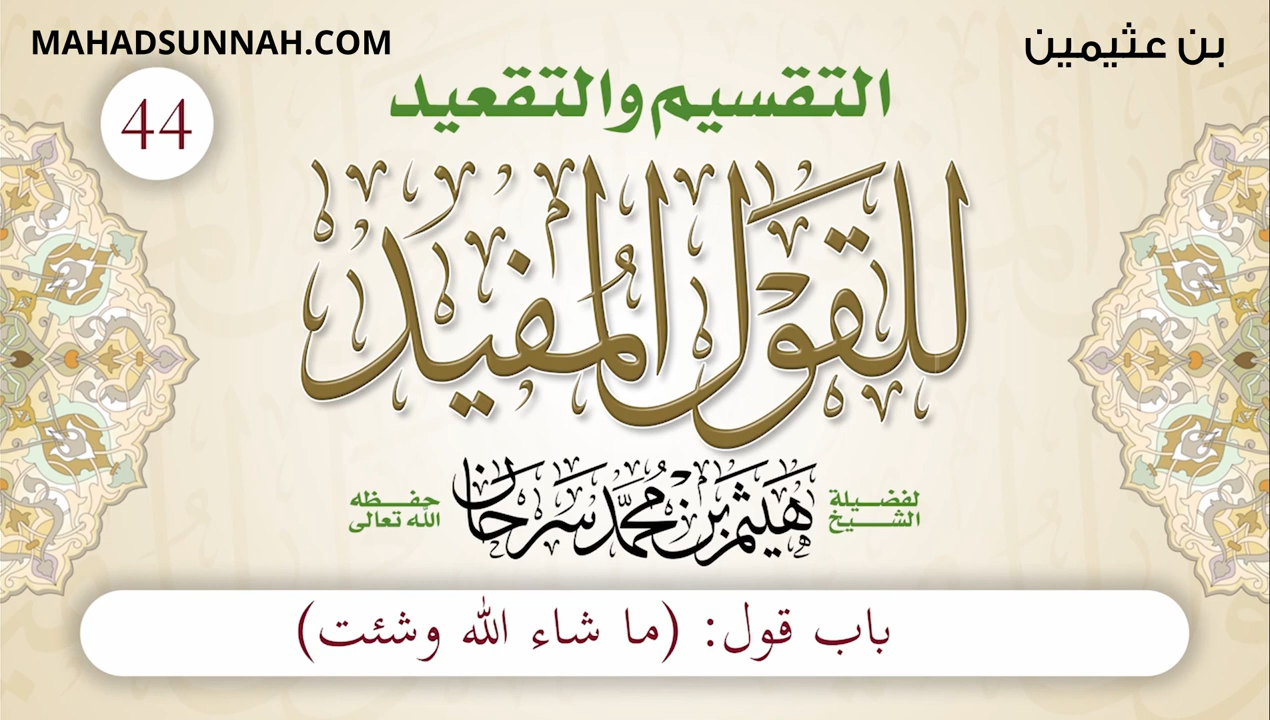 MAHADSUNNAH.COM
بن عثيمين
44
التقسيم والتقعيد
للقول المفيد
لفضيلة الشيخ
هيثم بن محمد سرحان
حفظه الله تعالى
باب قول: (ما شاء الله وشئت)